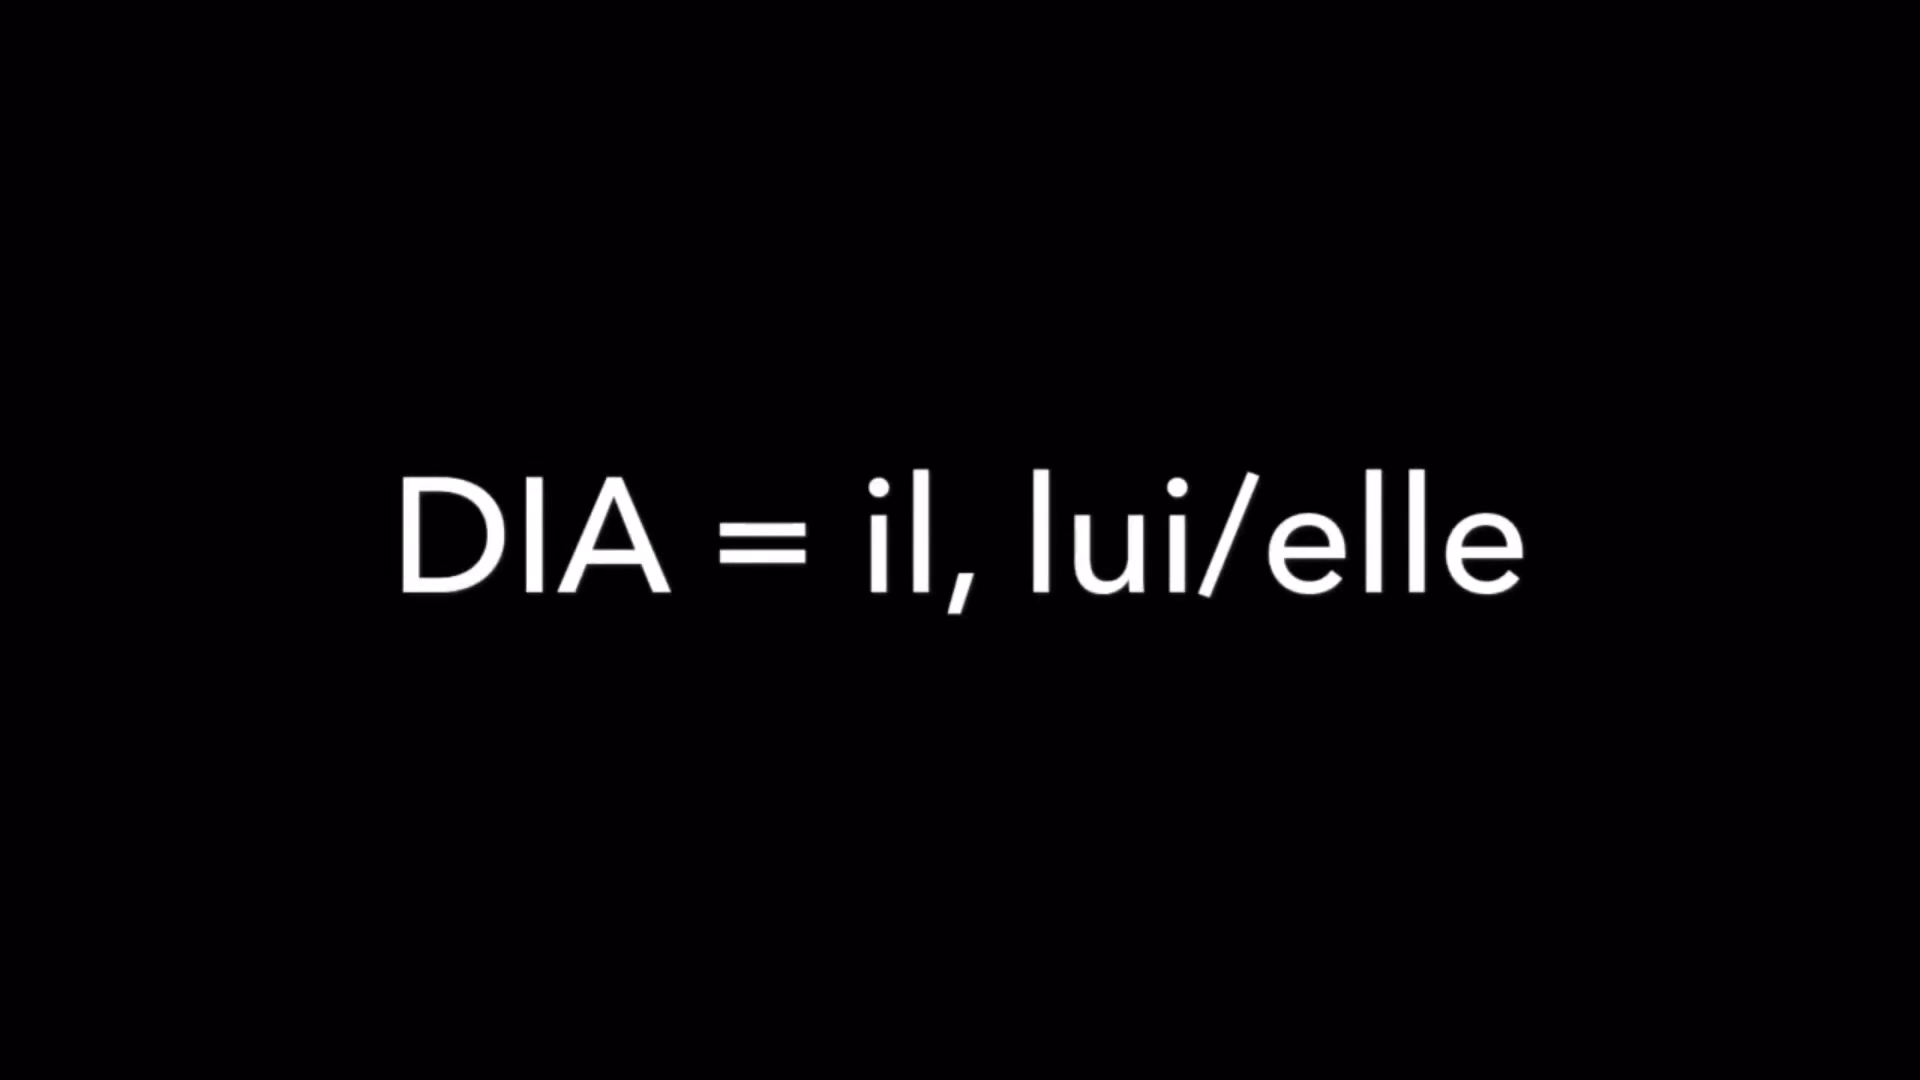 DIA = il, lui/elle